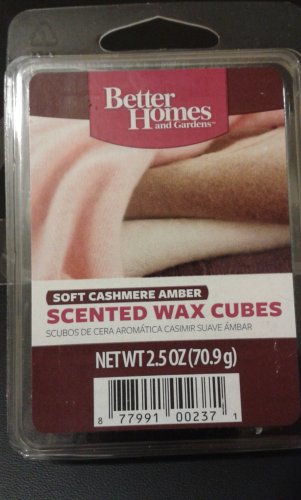 Better
Homes
and Gardens™
SOFT CASHMERE AMBER
SCENTED WAX CUBES
SCUBOS DE CERA AROMÁTICA CASIMIR SUAVE ÁMBAR
NET WT 2.5 OZ (70.9 g)
8 77991 00237 1